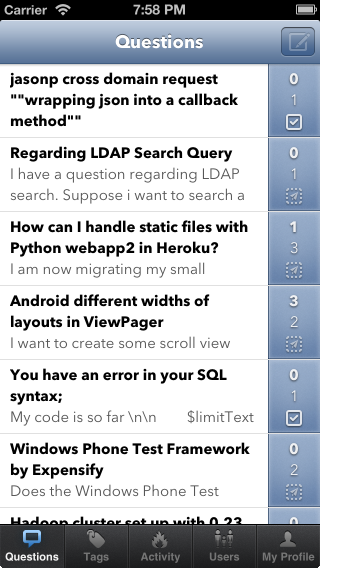 Carrier 7:58 PM
Questions
jasonp cross domain request
""wrapping json into a callback
method""
0
1
Regarding LDAP Search Query
I have a question regarding LDAP
search. Suppose i want to search a
0
1
How can I handle static files with
Python webapp2 in Heroku?
I am now migrating my small
1
3
Android different widths of
layouts in ViewPager
I want to create some scroll view
3
2
You have an error in your SQL
syntax;
My code is so far \n\n $limitText
0
1
Windows Phone Test Framework
by Expensify
Does the Windows Phone Test
0
2
Hadoop cluster set up with 0.23
0
Questions Tags Activity Users My Profile